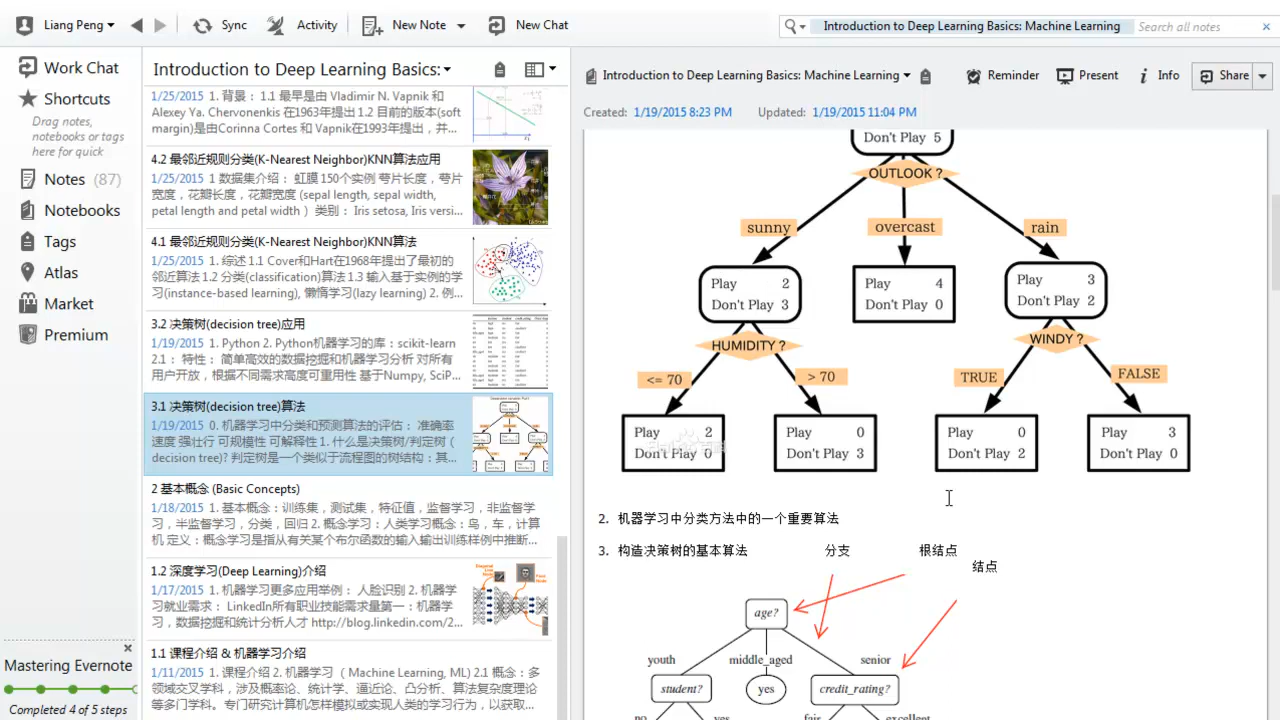 Liang Peng
Sync
Activity
New Note
New Chat
Introduction to Deep Learning Basics: Machine Learning
Search all notes
Work Chat
Shortcuts
Drag notes,
notebooks or tags
here for quick
Notes (87)
Notebooks
Tags
Atlas
Market
Premium
Mastering Evernote
Completed 4 of 5 steps
Introduction to Deep Learning Basics:
1/25/2015 1. 背景： 1.1 最早是由 Vladimir N. Vapnik 和
Alexey Ya. Chervonenkis 在1963年提出 1.2 目前的版本(soft
margin)是由Corinna Cortes 和 Vapnik在1993年提出，并...
4.2 最邻近规则分类(K-Nearest Neighbor)KNN算法应用
1/25/2015 1 数据集介绍： 虹膜 150个实例 萼片长度，萼片
宽度，花瓣长度，花瓣宽度 (sepal length, sepal width,
petal length and petal width ) 类别： Iris setosa, Iris versi...
4.1 最邻近规则分类(K-Nearest Neighbor)KNN算法
1/25/2015 1. 综述 1.1 Cover和Hart在1968年提出了最初的
邻近算法 1.2 分类(classification)算法 1.3 输入基于实例的学
习(instance-based learning), 懒惰学习(lazy learning) 2. 例...
3.2 决策树(decision tree)应用
1/19/2015 1. Python 2. Python机器学习的库：scikit-learn
2.1： 特性： 简单高效的数据挖掘和机器学习分析 对所有
用户开放，根据不同需求高度可重用性 基于Numpy, SciP...
3.1 决策树(decision tree)算法
1/19/2015 0. 机器学习中分类和预测算法的评估： 准确率
速度 强壮行 可规模性 可解释性 1. 什么是决策树/判定树（
decision tree)? 判定树是一个类似于流程图的树结构：其...
2 基本概念 (Basic Concepts)
1/18/2015 1. 基本概念：训练集，测试集，特征值，监督学习，非监督学
习，半监督学习，分类，回归 2. 概念学习：人类学习概念：鸟，车，计算
机 定义：概念学习是指从有关某个布尔函数的输入输出训练样例中推断...
1.2 深度学习(Deep Learning)介绍
1/17/2015 1. 机器学习更多应用举例： 人脸识别 2. 机器学
习就业需求： LinkedIn所有职业技能需求量第一：机器学
习，数据挖掘和统计分析人才 http://blog.linkedin.com/2...
1.1 课程介绍 & 机器学习介绍
1/11/2015 1. 课程介绍 2. 机器学习 （ Machine Learning, ML) 2.1 概念：多
领域交叉学科，涉及概率论、统计学、逼近论、凸分析、算法复杂度理论
等多门学科。专门研究计算机怎样模拟或实现人类的学习行为，以获取...
Introduction to Deep Learning Basics: Machine Learning
Reminder
Present
Info
Share
Created: 1/19/2015 8:23 PM
Updated: 1/19/2015 11:04 PM
Don't Play 5
OUTLOOK ?
sunny
overcast
rain
Play 2
Don't Play 3
Play 4
Don't Play 0
Play 3
Don't Play 2
HUMIDITY ?
WINDY ?
<= 70
> 70
TRUE
FALSE
Play 2
Don't Play 0
Play 0
Don't Play 3
Play 0
Don't Play 2
Play 3
Don't Play 0
2. 机器学习中分类方法中的一个重要算法
3. 构造决策树的基本算法
分支
根结点
结点
age?
youth
middle_aged
senior
student?
yes
credit_rating?
no
yes
fair
excellent